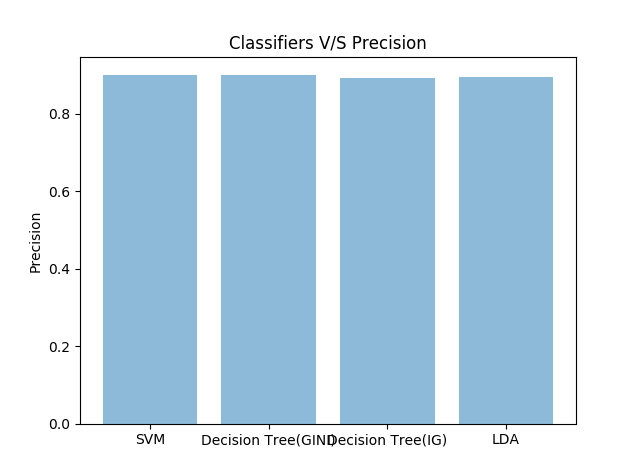 Classifiers V/S Precision
Precision
0.8
0.6
0.4
0.2
0.0
SVM
Decision Tree(GINI)
Decision Tree(IG)
LDA